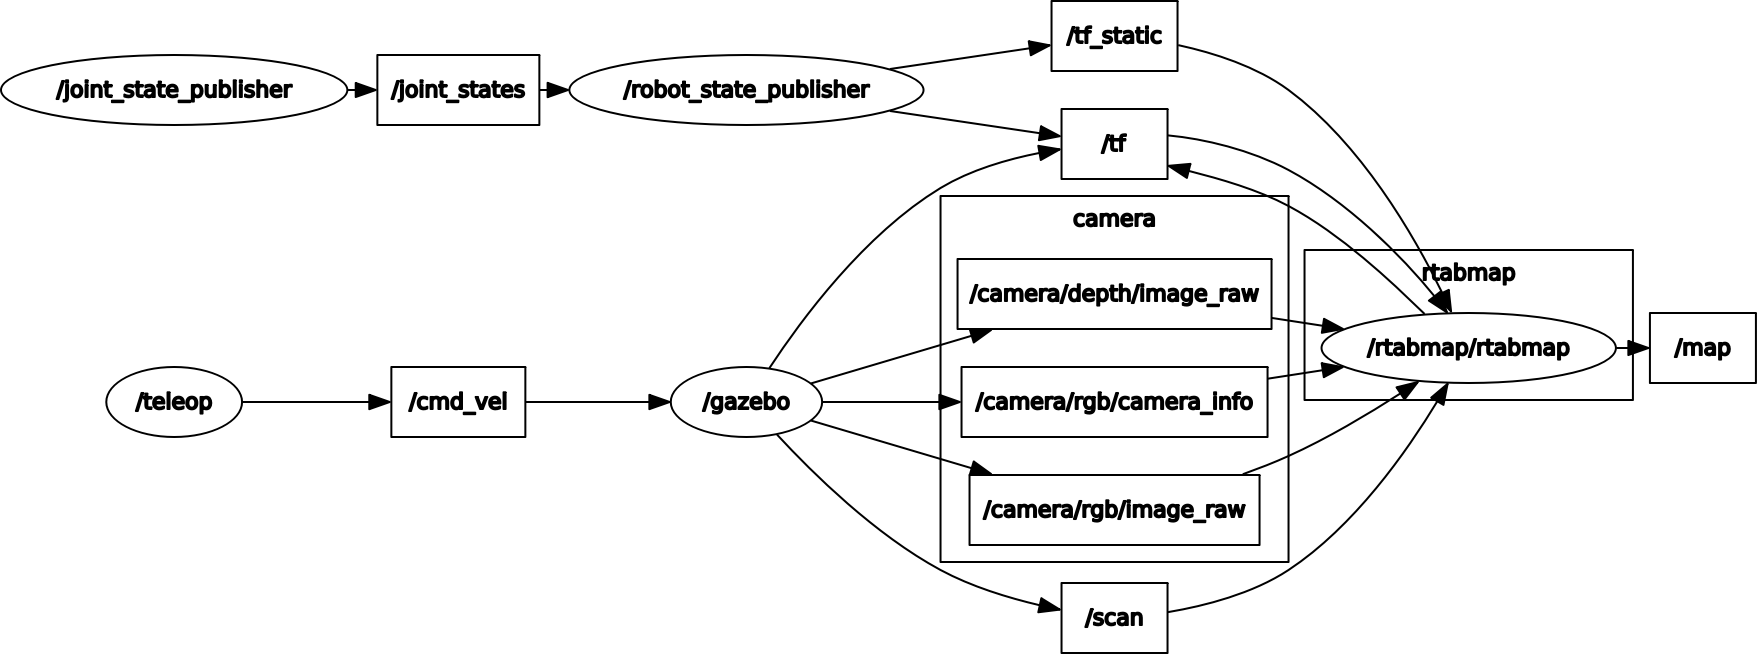 /tf_static
/joint_state_publisher
/joint_states
/robot_state_publisher
/tf
camera
/camera/depth/image_raw
rtabmap
/rtabmap/rtabmap
/map
/teleop
/cmd_vel
/gazebo
/camera/rgb/camera_info
/camera/rgb/image_raw
/scan